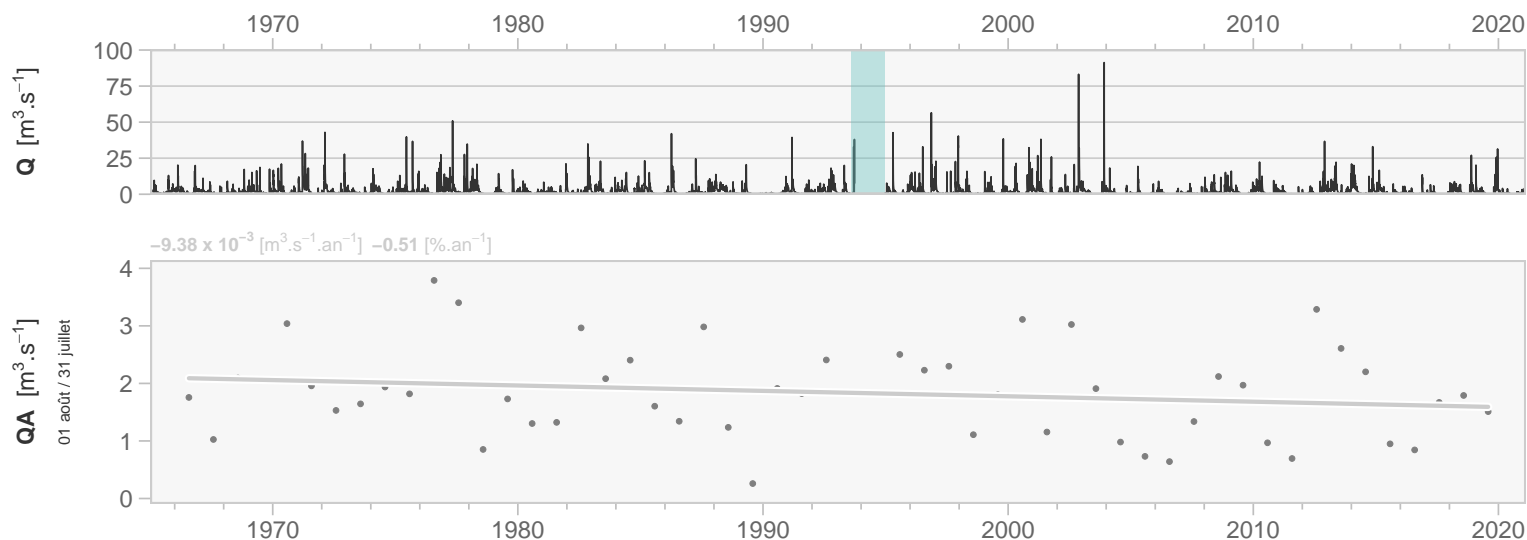 1970 1980 1990 2000 2010 2020
Q [m³.s⁻¹]
100
75
50
25
0
−9.38 x 10⁻³ [m³.s⁻¹.an⁻¹] −0.51 [%.an⁻¹]
QA [m³.s⁻¹]
01 août / 31 juillet
4
3
2
1
0
1970 1980 1990 2000 2010 2020